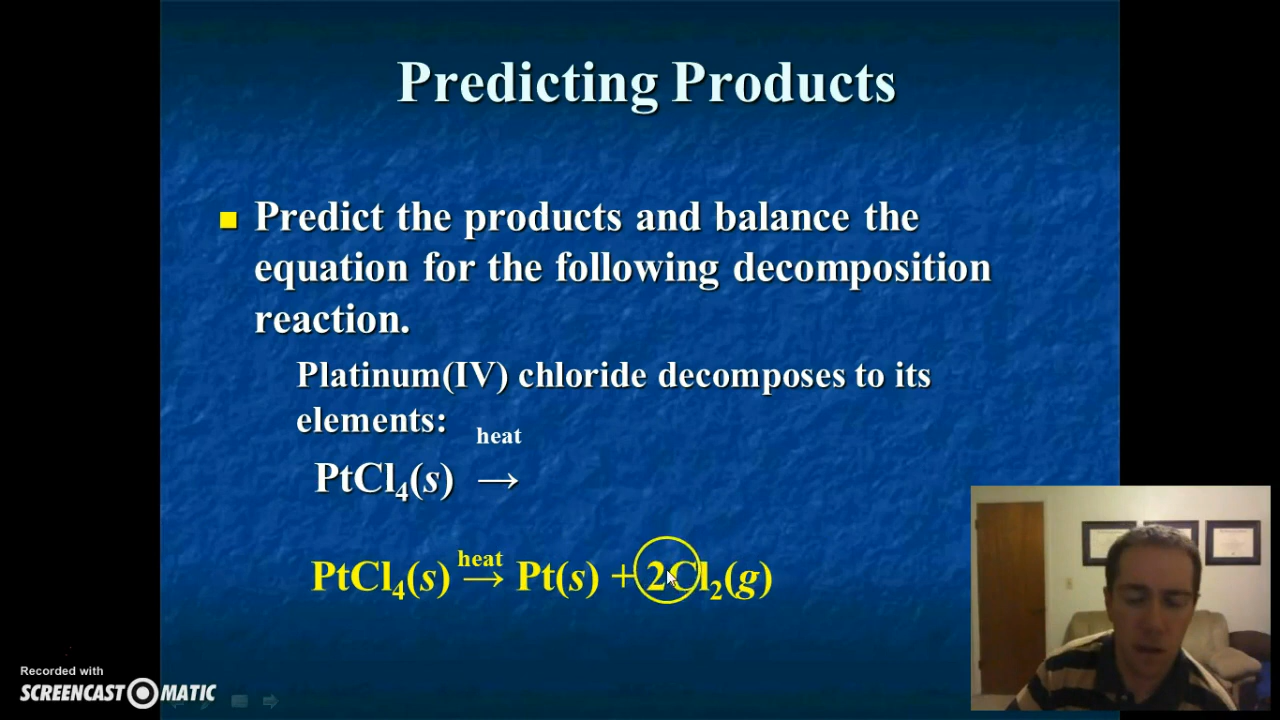 Predicting Products
Predict the products and balance the
equation for the following decomposition
reaction.
Platinum(IV) chloride decomposes to its
elements:
heat
PtCl₄(s) →
heat
PtCl₄(s) → Pt(s) + 2Cl₂(g)
Recorded with
SCREENCAST-O-MATIC